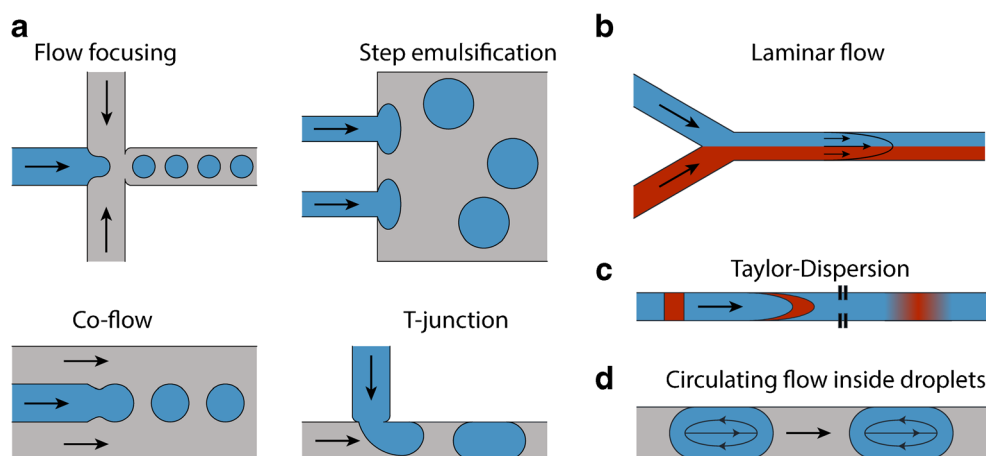 a
Flow focusing
Step emulsification
Co-flow
T-junction
b
Laminar flow
c
Taylor-Dispersion
d
Circulating flow inside droplets